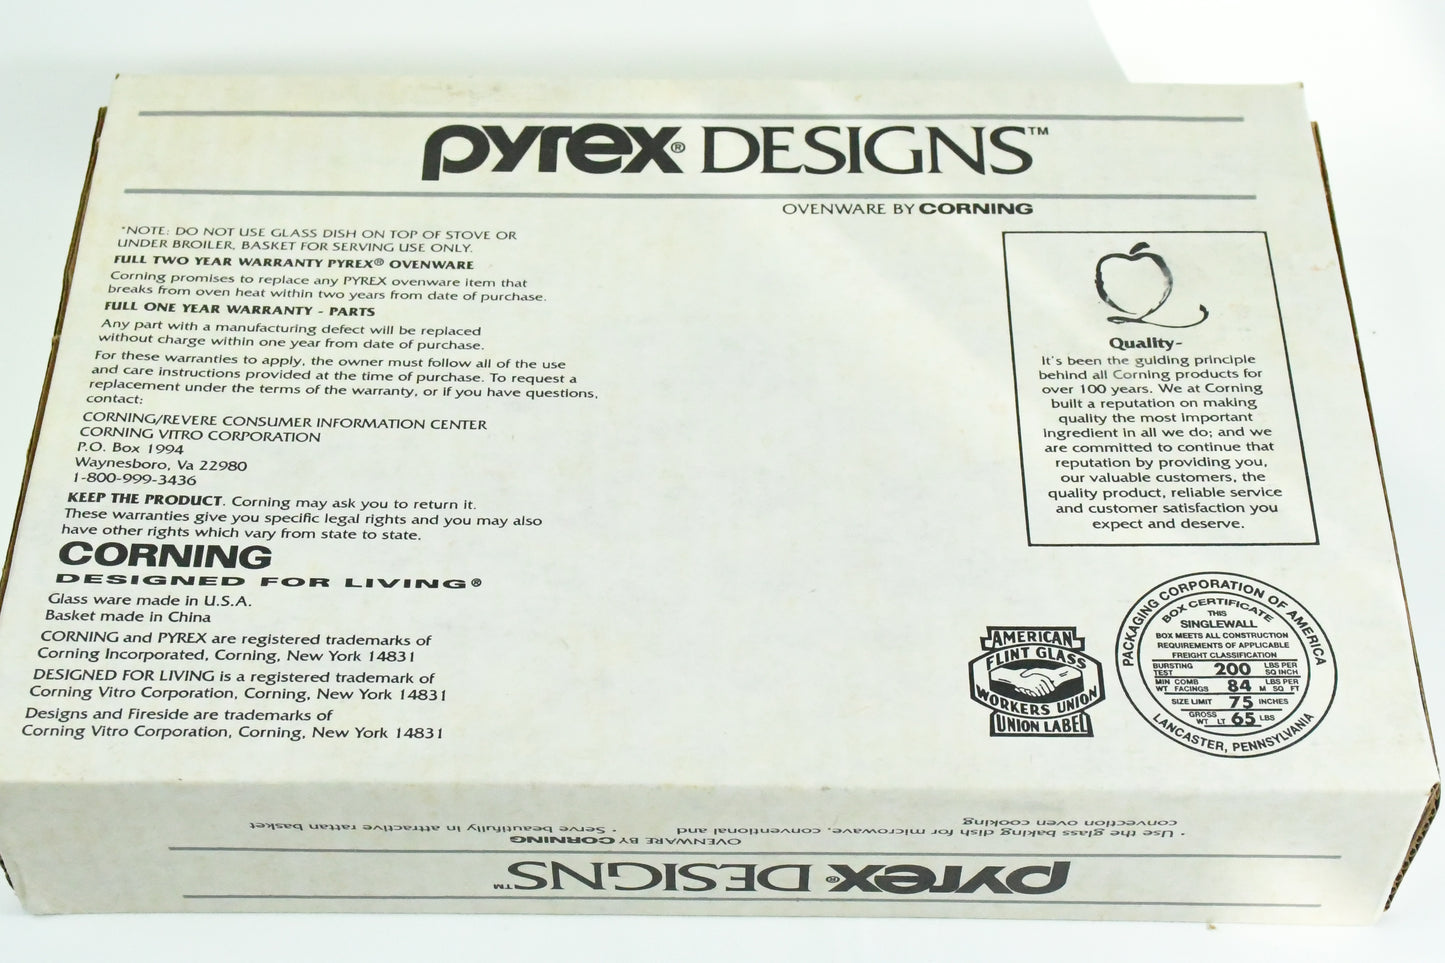 pyrex® DESIGNS™
OVENWARE BY CORNING
*NOTE: DO NOT USE GLASS DISH ON TOP OF STOVE OR
UNDER BROILER, BASKET FOR SERVING USE ONLY.
FULL TWO YEAR WARRANTY PYREX® OVENWARE
Corning promises to replace any PYREX ovenware item that
breaks from oven heat within two years from date of purchase.
FULL ONE YEAR WARRANTY - PARTS
Any part with a manufacturing defect will be replaced
without charge within one year from date of purchase.
For these warranties to apply, the owner must follow all of the use
and care instructions provided at the time of purchase. To request a
replacement under the terms of the warranty, or if you have questions,
contact:
CORNING/REVERE CONSUMER INFORMATION CENTER
CORNING VITRO CORPORATION
P.O. Box 1994
Waynesboro, Va 22980
1-800-999-3436
KEEP THE PRODUCT. Corning may ask you to return it.
These warranties give you specific legal rights and you may also
have other rights which vary from state to state.
CORNING
DESIGNED FOR LIVING®
Glass ware made in U.S.A.
Basket made in China
CORNING and PYREX are registered trademarks of
Corning Incorporated, Corning, New York 14831
DESIGNED FOR LIVING is a registered trademark of
Corning Vitro Corporation, Corning, New York 14831
Designs and Fireside are trademarks of
Corning Vitro Corporation, Corning, New York 14831
Quality-
It's been the guiding principle
behind all Corning products for
over 100 years. We at Corning
built a reputation on making
quality the most important
ingredient in all we do; and we
are committed to continue that
reputation by providing you,
our valuable customers, the
quality product, reliable service
and customer satisfaction you
expect and deserve.
AMERICAN
FLINT GLASS
WORKERS UNION
UNION LABEL
PACKAGING CORPORATION OF AMERICA
BOX CERTIFICATE
THIS
SINGLEWALL
BOX MEETS ALL CONSTRUCTION
REQUIREMENTS OF APPLICABLE
FREIGHT CLASSIFICATION
BURSTING TEST 200 LBS PER SQ INCH
MIN COMB WT FACINGS 84 LBS PER M SQ FT
SIZE LIMIT 75 INCHES
GROSS WT LT 65 LBS
LANCASTER, PENNSYLVANIA
pyrex® DESIGNS™
OVENWARE BY CORNING
• Use the glass baking dish for microwave, conventional and
convection oven cooking
• Serve beautifully in attractive rattan basket